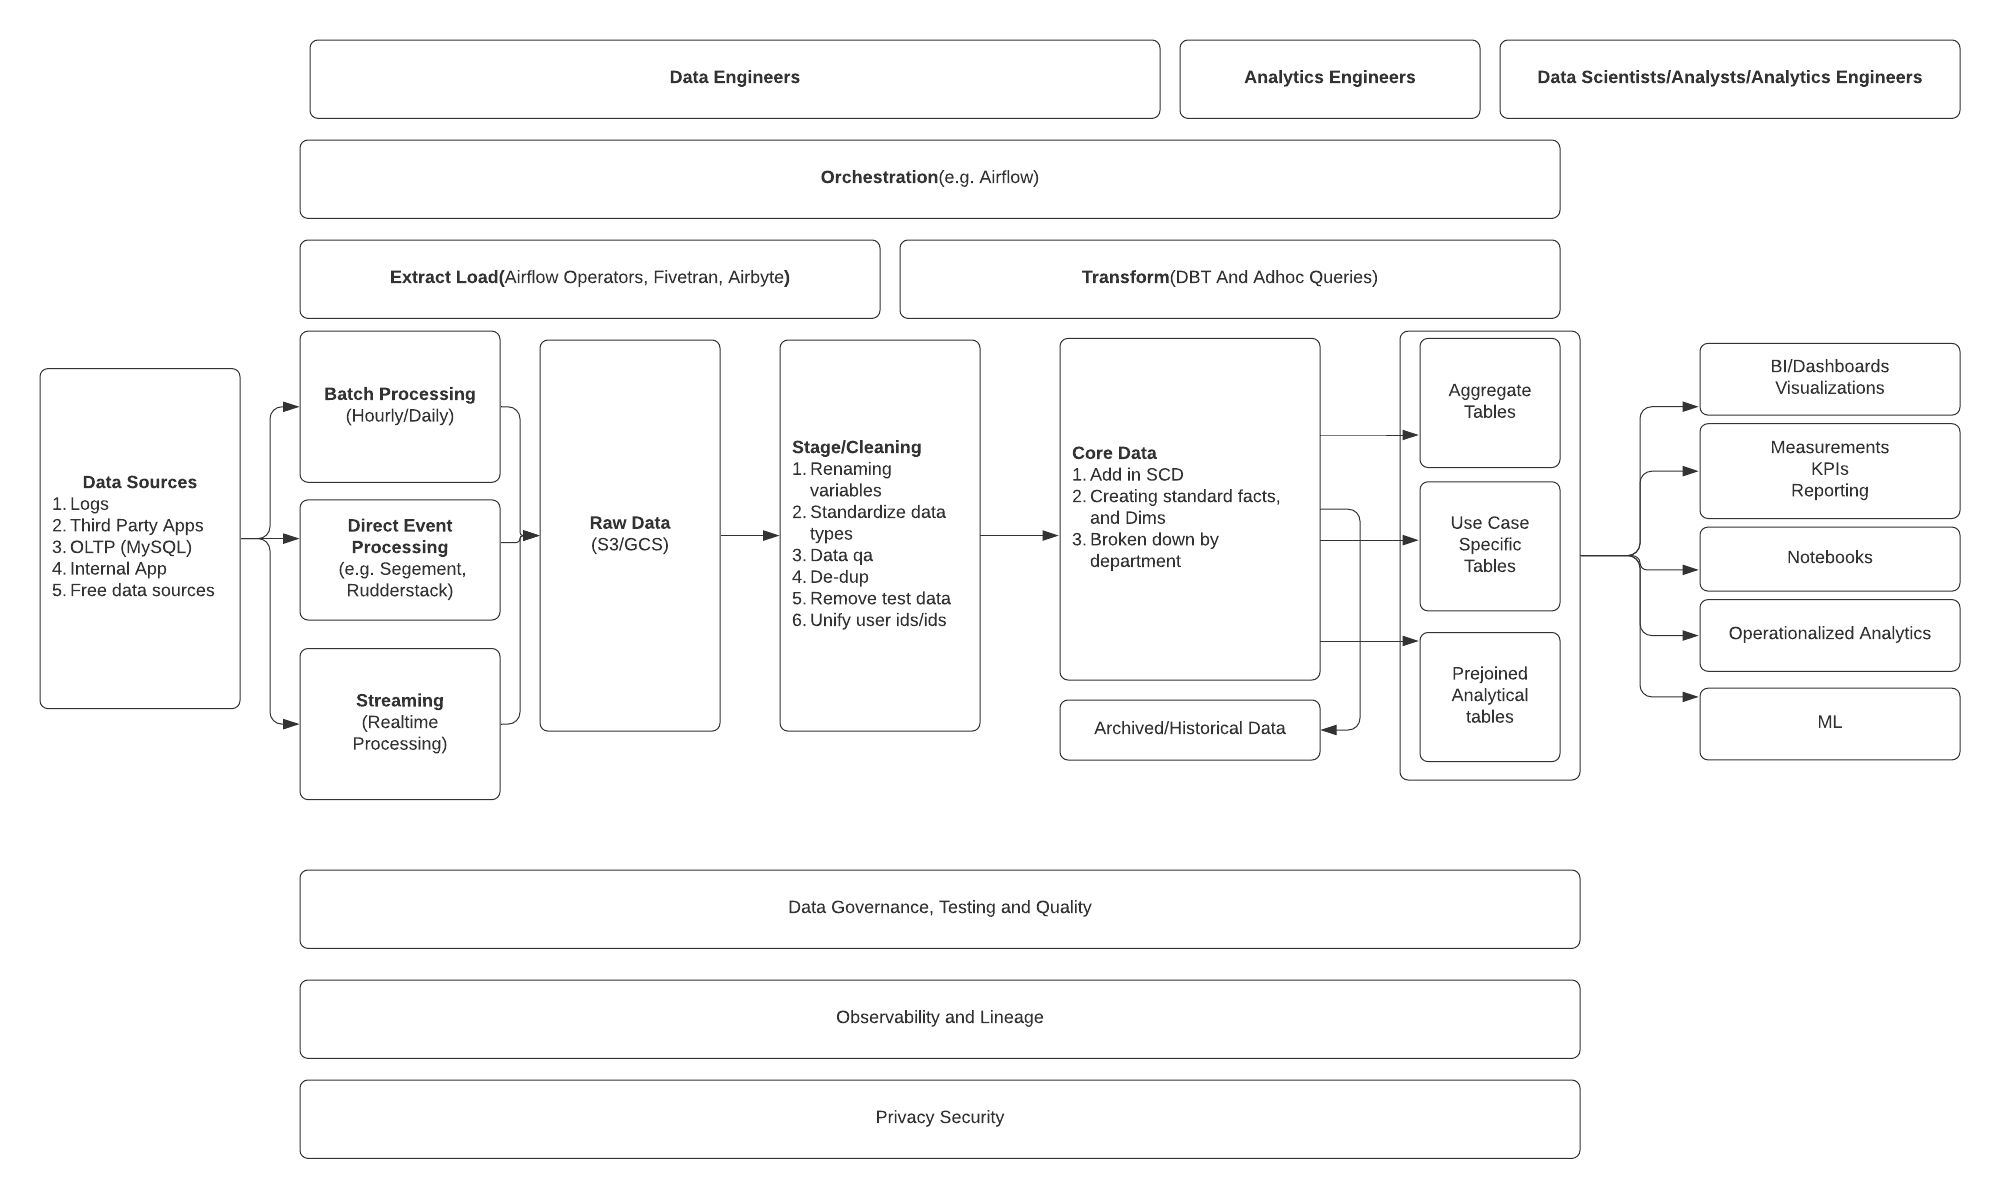 Data Engineers
Analytics Engineers
Data Scientists/Analysts/Analytics Engineers
Orchestration(e.g. Airflow)
Extract Load(Airflow Operators, Fivetran, Airbyte)
Transform(DBT And Adhoc Queries)
Data Sources
1. Logs
2. Third Party Apps
3. OLTP (MySQL)
4. Internal App
5. Free data sources
Batch Processing
(Hourly/Daily)
Direct Event
Processing
(e.g. Segement,
Rudderstack)
Streaming
(Realtime
Processing)
Raw Data
(S3/GCS)
Stage/Cleaning
1. Renaming
variables
2. Standardize data
types
3. Data qa
4. De-dup
5. Remove test data
6. Unify user ids/ids
Core Data
1. Add in SCD
2. Creating standard facts,
and Dims
3. Broken down by
department
Archived/Historical Data
Aggregate
Tables
Use Case
Specific
Tables
Prejoined
Analytical
tables
BI/Dashboards
Visualizations
Measurements
KPIs
Reporting
Notebooks
Operationalized Analytics
ML
Data Governance, Testing and Quality
Observability and Lineage
Privacy Security